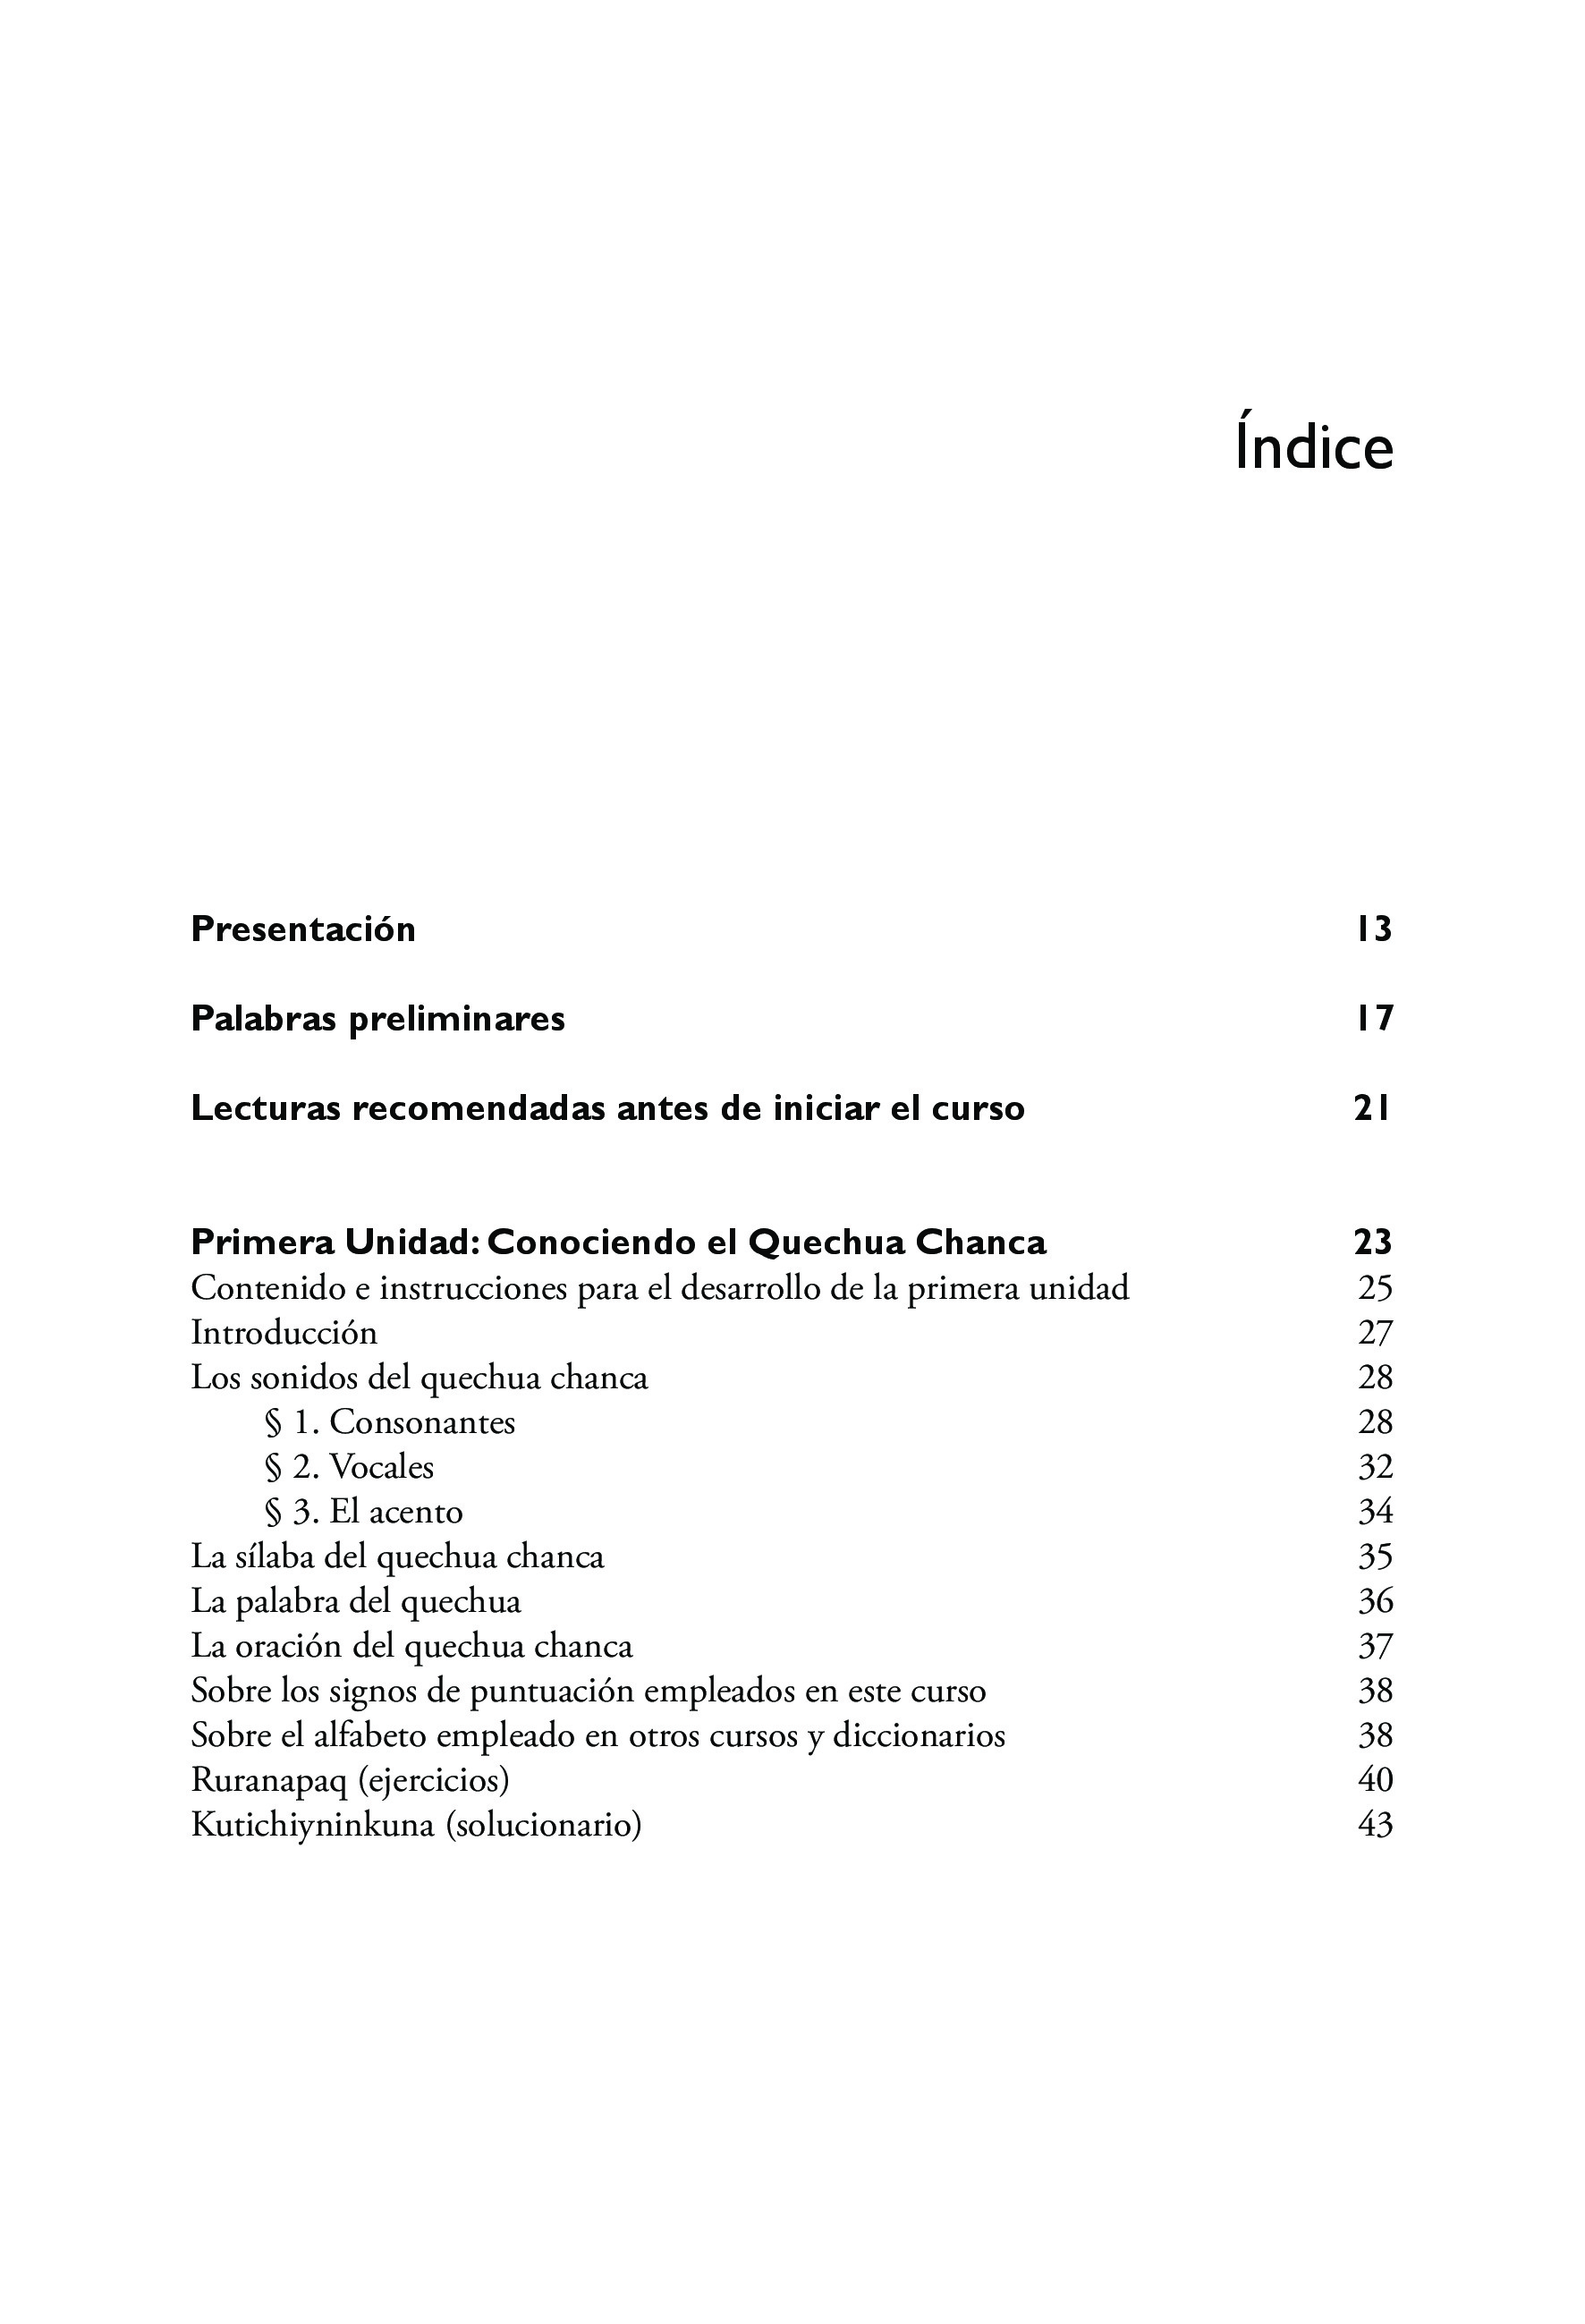 Índice
Presentación 13
Palabras preliminares 17
Lecturas recomendadas antes de iniciar el curso 21
Primera Unidad: Conociendo el Quechua Chanca 23
Contenido e instrucciones para el desarrollo de la primera unidad 25
Introducción 27
Los sonidos del quechua chanca 28
§ 1. Consonantes 28
§ 2. Vocales 32
§ 3. El acento 34
La sílaba del quechua chanca 35
La palabra del quechua 36
La oración del quechua chanca 37
Sobre los signos de puntuación empleados en este curso 38
Sobre el alfabeto empleado en otros cursos y diccionarios 38
Ruranapaq (ejercicios) 40
Kutichiyninkuna (solucionario) 43